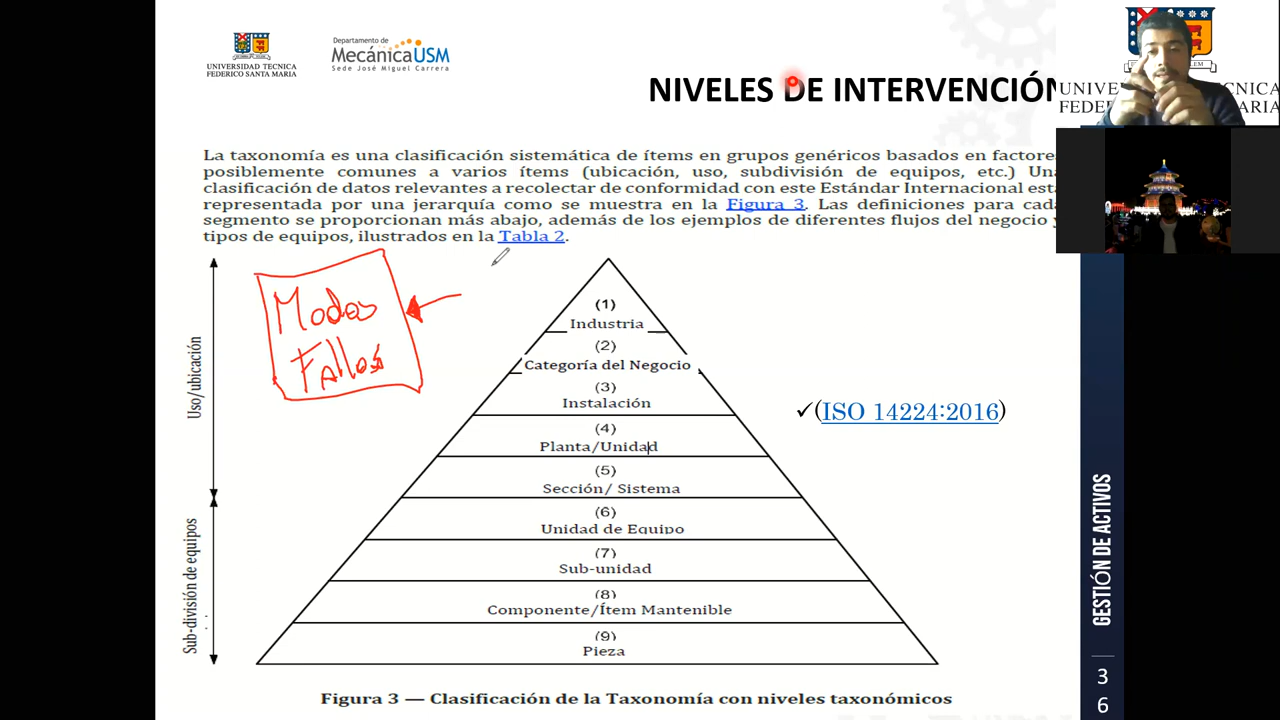 UNIVERSIDAD TECNICA
FEDERICO SANTA MARIA
Departamento de
MecánicaUSM
Sede José Miguel Carrera
NIVELES DE INTERVENCIÓN
UNIVE
CNICA
FEDER
ARIA
La taxonomía es una clasificación sistemática de ítems en grupos genéricos basados en factores
posiblemente comunes a varios ítems (ubicación, uso, subdivisión de equipos, etc.) Una
clasificación de datos relevantes a recolectar de conformidad con este Estándar Internacional esta
representada por una jerarquía como se muestra en la Figura 3. Las definiciones para cada
segmento se proporcionan más abajo, además de los ejemplos de diferentes flujos del negocio y
tipos de equipos, ilustrados en la Tabla 2.
Modos
Fallos
Uso/ubicación
Sub-división de equipos
(1)
Industria
(2)
Categoría del Negocio
(3)
Instalación
(4)
Planta/Unidad
(5)
Sección/ Sistema
(6)
Unidad de Equipo
(7)
Sub-unidad
(8)
Componente/Ítem Mantenible
(9)
Pieza
✓(ISO 14224:2016)
Figura 3 — Clasificación de la Taxonomía con niveles taxonómicos
GESTIÓN DE ACTIVOS
3
6